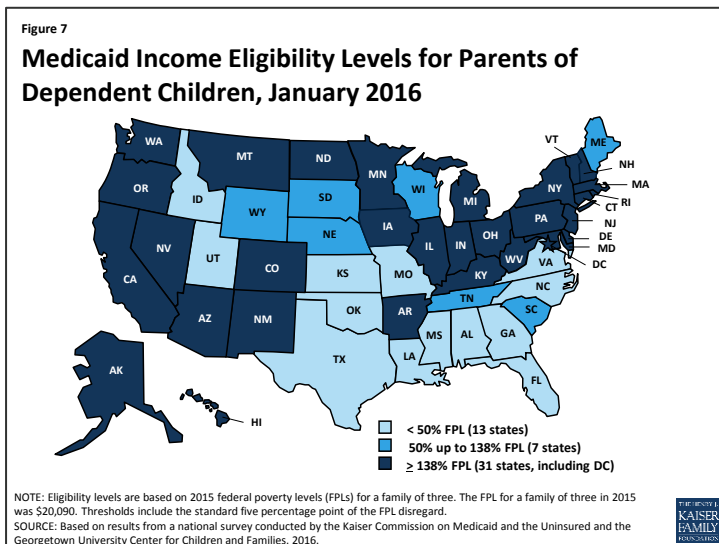 Figure 7
Medicaid Income Eligibility Levels for Parents of
Dependent Children, January 2016
WA
MT
ND
MN
VT
ME
NH
OR
ID
WY
SD
WI
MI
NY
MA
RI
CT
NV
UT
CO
NE
IA
IL
IN
OH
PA
NJ
DE
MD
DC
CA
KS
MO
KY
WV
VA
AZ
NM
OK
AR
TN
NC
SC
TX
LA
MS
AL
GA
FL
AK
HI
< 50% FPL (13 states)
50% up to 138% FPL (7 states)
> 138% FPL (31 states, including DC)
NOTE: Eligibility levels are based on 2015 federal poverty levels (FPLs) for a family of three. The FPL for a family of three in 2015
was $20,090. Thresholds include the standard five percentage point of the FPL disregard.
SOURCE: Based on results from a national survey conducted by the Kaiser Commission on Medicaid and the Uninsured and the
Georgetown University Center for Children and Families, 2016.
THE HENRY J.
KAISER
FAMILY
FOUNDATION